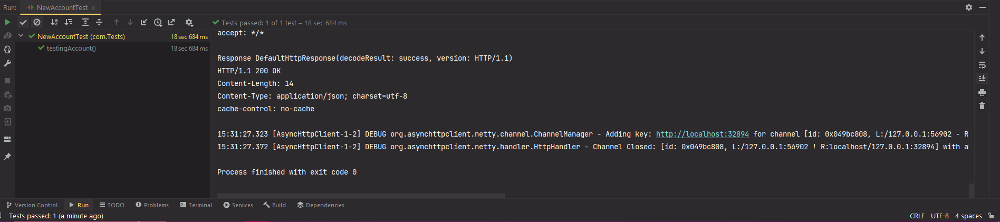 Run: NewAccountTest
Tests passed: 1 of 1 test – 18 sec 684 ms
NewAccountTest (com.Tests) 18 sec 684 ms
testingAccount() 18 sec 684 ms
accept: */*
Response DefaultHttpResponse(decodeResult: success, version: HTTP/1.1)
HTTP/1.1 200 OK
Content-Length: 14
Content-Type: application/json; charset=utf-8
cache-control: no-cache
15:31:27.323 [AsyncHttpClient-1-2] DEBUG org.asynchttpclient.netty.channel.ChannelManager - Adding key: http://localhost:32894 for channel [id: 0x049bc808, L:/127.0.0.1:56902 - R
15:31:27.372 [AsyncHttpClient-1-2] DEBUG org.asynchttpclient.netty.handler.HttpHandler - Channel Closed: [id: 0x049bc808, L:/127.0.0.1:56902 ! R:localhost/127.0.0.1:32894] with a
Process finished with exit code 0
Version Control Run TODO Problems Terminal Services Build Dependencies
Tests passed: 1 (a minute ago) CRLF UTF-8 4 spaces